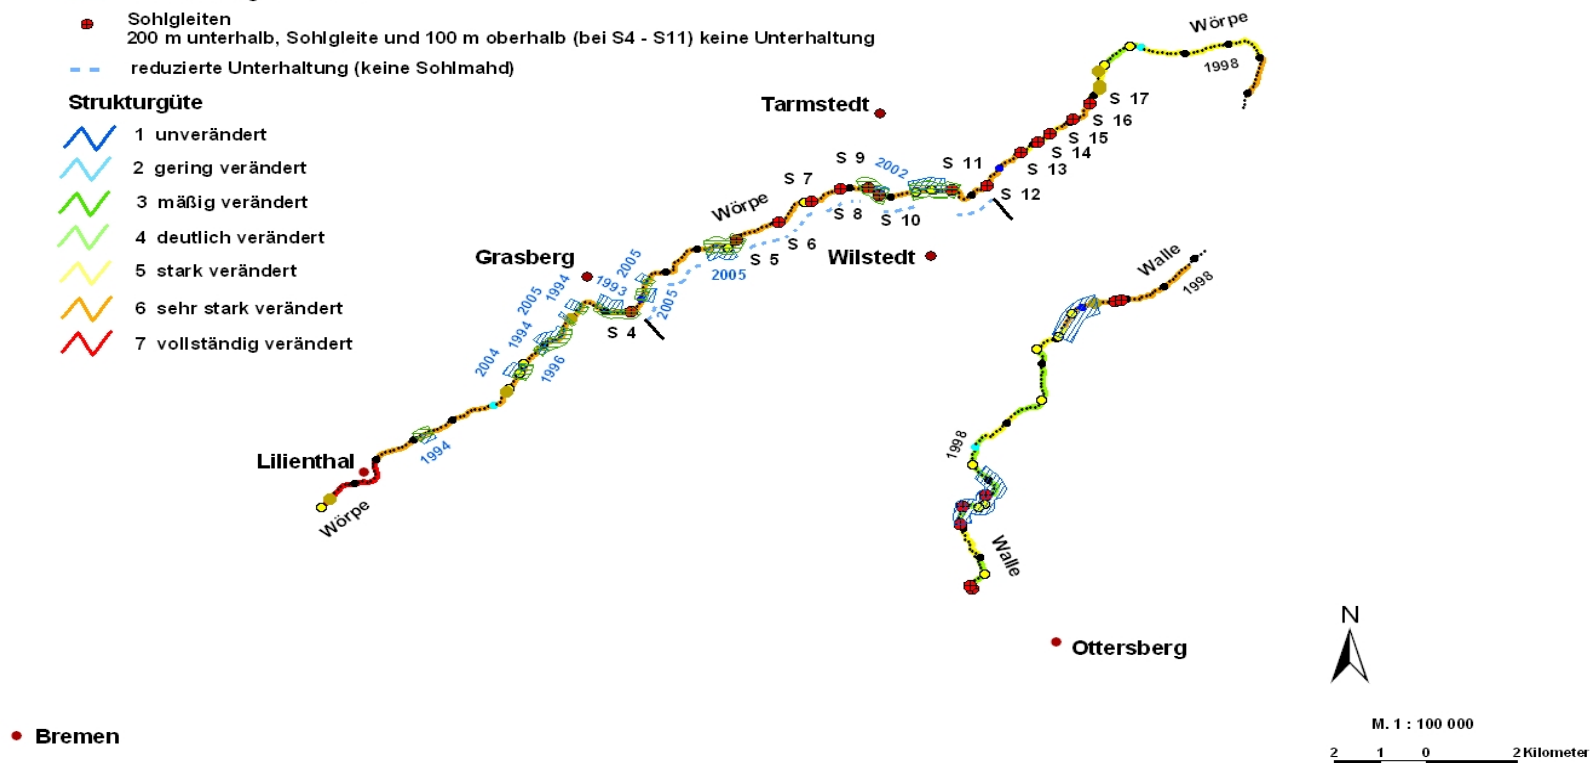 Sohlgleiten
200 m unterhalb, Sohlgleite und 100 m oberhalb (bei S4 - S11) keine Unterhaltung
reduzierte Unterhaltung (keine Sohlmahd)
Strukturgüte
1 unverändert
2 gering verändert
3 mäßig verändert
4 deutlich verändert
5 stark verändert
6 sehr stark verändert
7 vollständig verändert
Wörpe
1998
Tarmstedt
S 17
S 16
S 15
S 14
S 13
S 12
S 11
2002
S 9
S 7
S 10
S 8
S 6
S 5
Wörpe
2005
Wilstedt
Grasberg
2005
1993
1994
2005
2005
S 4
1994
2004
1996
1994
Lilienthal
Wörpe
Walle
1998
1998
Walle
Ottersberg
Bremen
N
M. 1 : 100 000
2 1 0 2 Kilometer